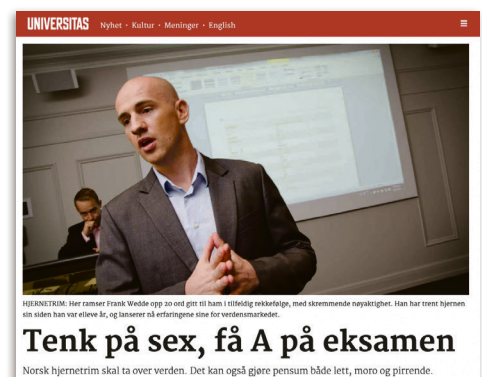 UNIVERSITAS Nyhet · Kultur · Meninger · English
HJERNETRIM: Her ramser Frank Wedde opp 20 ord gitt til ham i tilfeldig rekkefølge, med skremmende nøyaktighet. Han har trent hjernen
sin siden han var elleve år, og lanserer nå erfaringene sine for verdensmarkedet.
Tenk på sex, få A på eksamen
Norsk hjernetrim skal ta over verden. Det kan også gjøre pensum både lett, moro og pirrende.